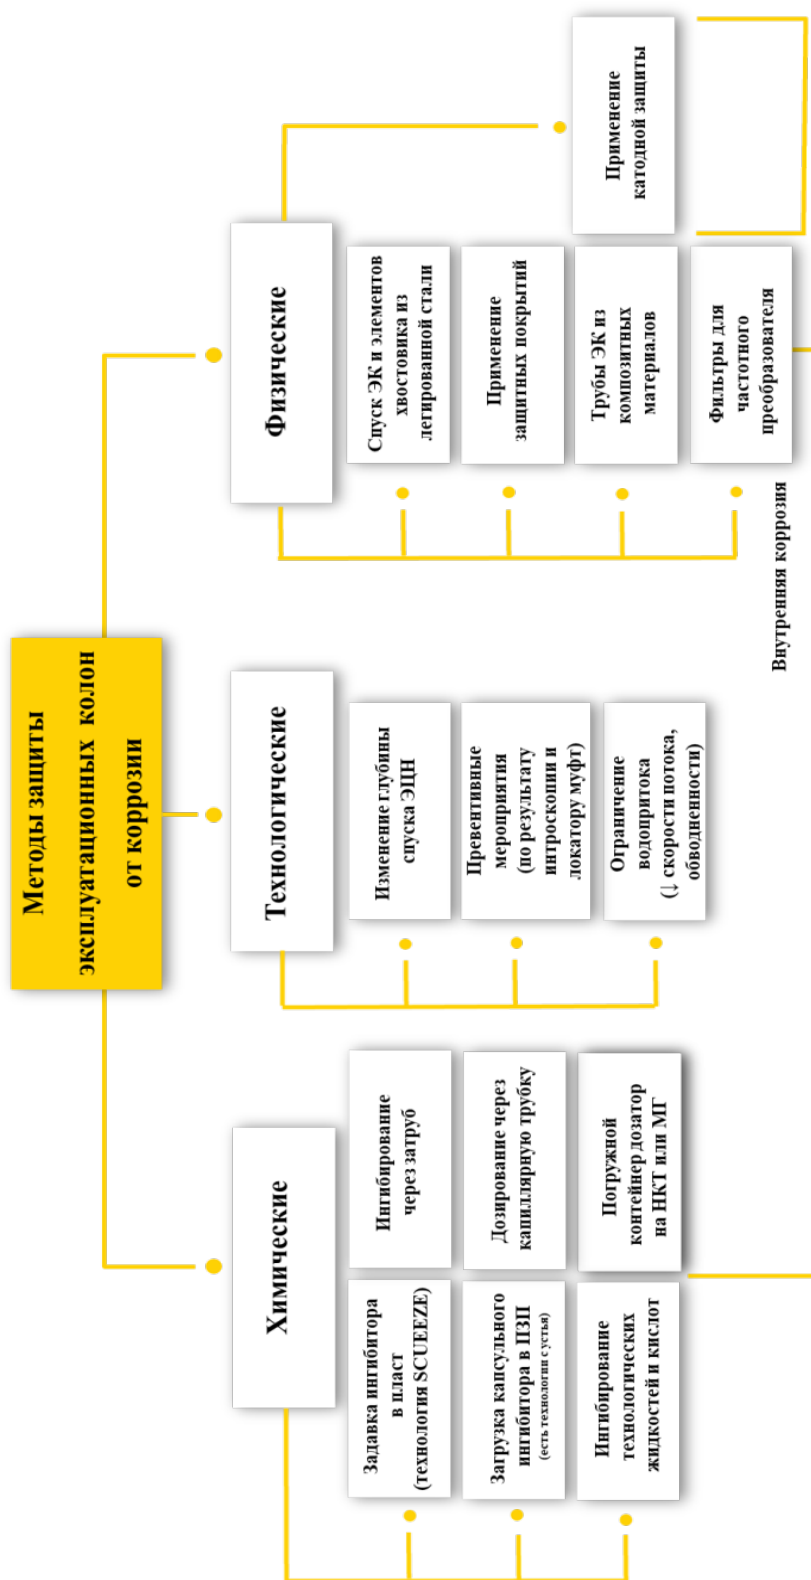 Методы защиты
эксплуатационных колон
от коррозии
Химические
Задавка ингибитора
в пласт
(технология SCUEEZE)
Ингибирование
через затруб
Загрузка капсульного
ингибитора в ПЗП
(есть технологии с устья)
Дозирование через
капиллярную трубку
Ингибирование
технологических
жидкостей и кислот
Погружной
контейнер дозатор
на НКТ или МГ
Технологические
Изменение глубины
спуска ЭЦН
Превентивные
мероприятия
(по результату
интроскопии и
локатору муфт)
Ограничение
водопритока
(↓ скорости потока,
обводненности)
Физические
Спуск ЭК и элементов
хвостовика из
легированной стали
Применение
защитных покрытий
Трубы ЭК из
композитных
материалов
Фильтры для
частотного
преобразователя
Применение
катодной защиты
Внутренняя коррозия